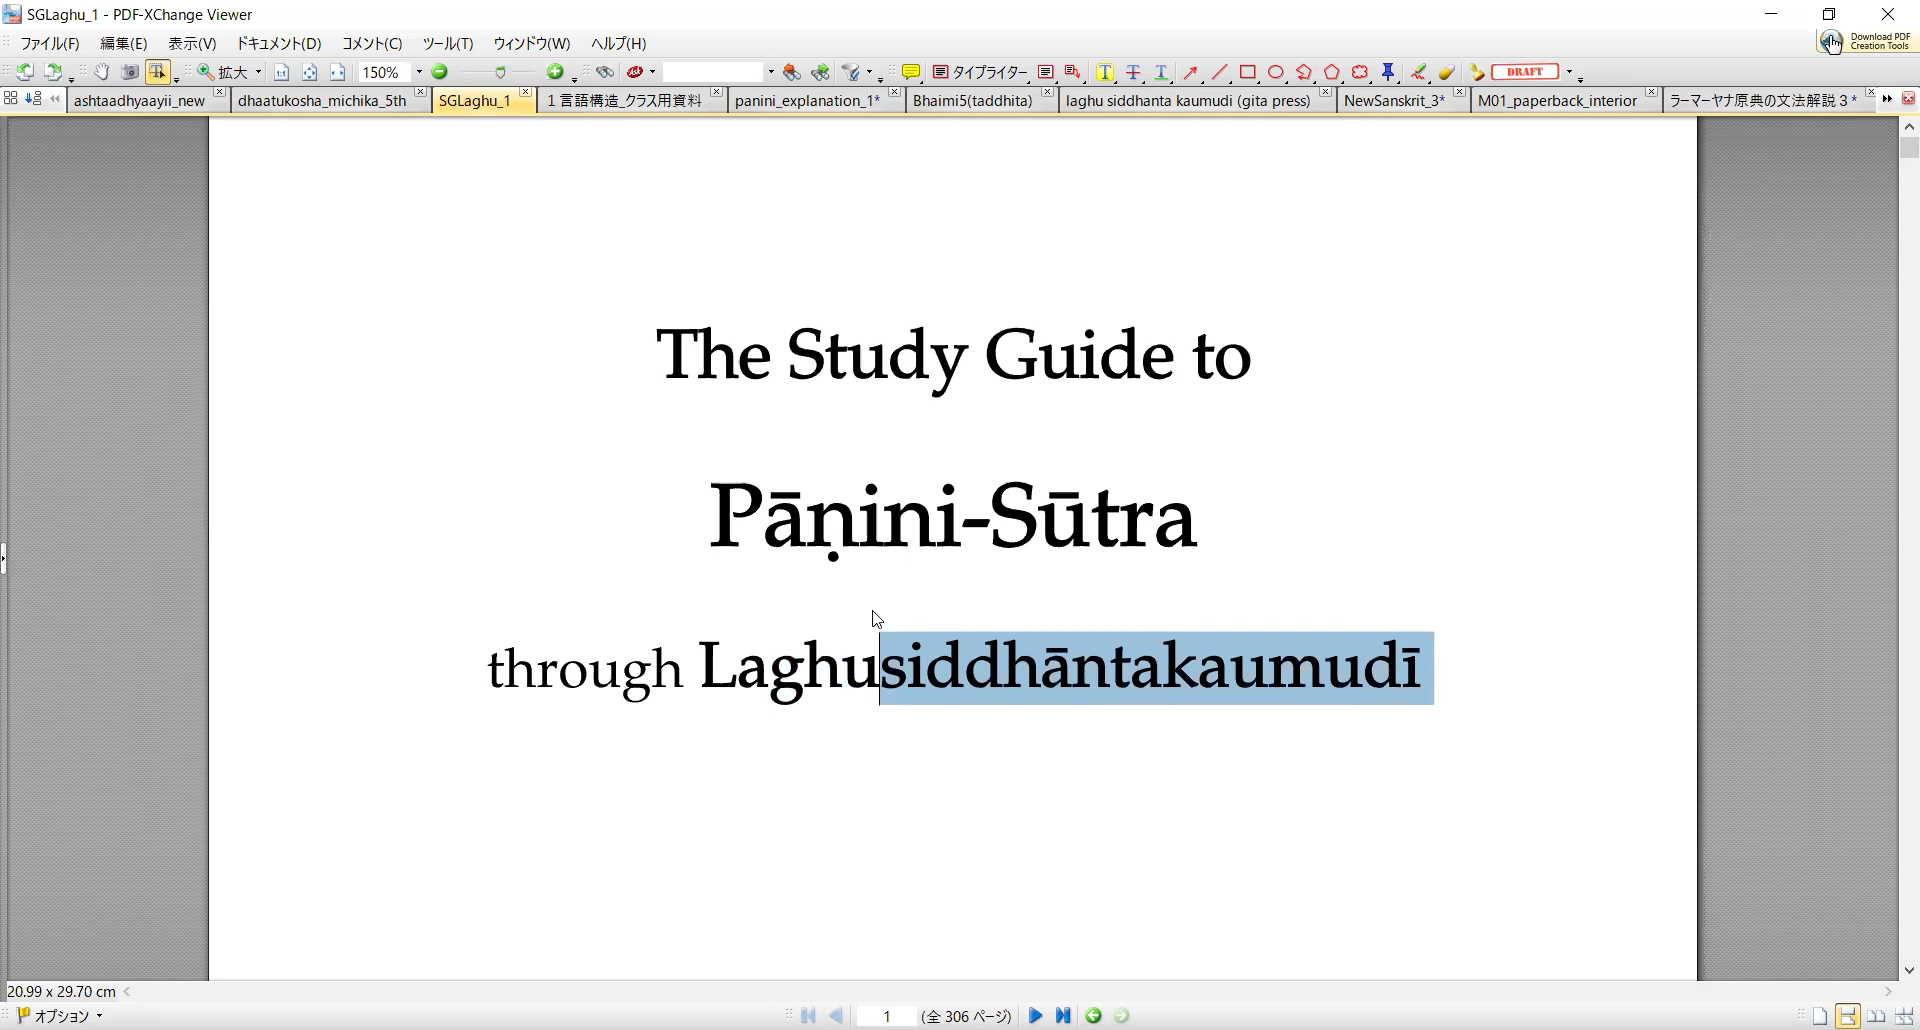 SGLaghu_1 - PDF-XChange Viewer
ファイル(F) 編集(E) 表示(V) ドキュメント(D) コメント(C) ツール(T) ウィンドウ(W) ヘルプ(H)
Download PDF
Creation Tools
拡大 150% タイプライター DRAFT
ashtaadhyaayii_new dhaatukosha_michika_5th SGLaghu_1 1 言語構造_クラス用資料 panini_explanation_1* Bhaimi5(taddhita) laghu siddhanta kaumudi (gita press) NewSanskrit_3* M01_paperback_interior ラーマーヤナ原典の文法解説 3 *
The Study Guide to
Pāṇini-Sūtra
through Laghusiddhāntakaumudī
20.99 x 29.70 cm
オプション 1 (全 306 ページ)